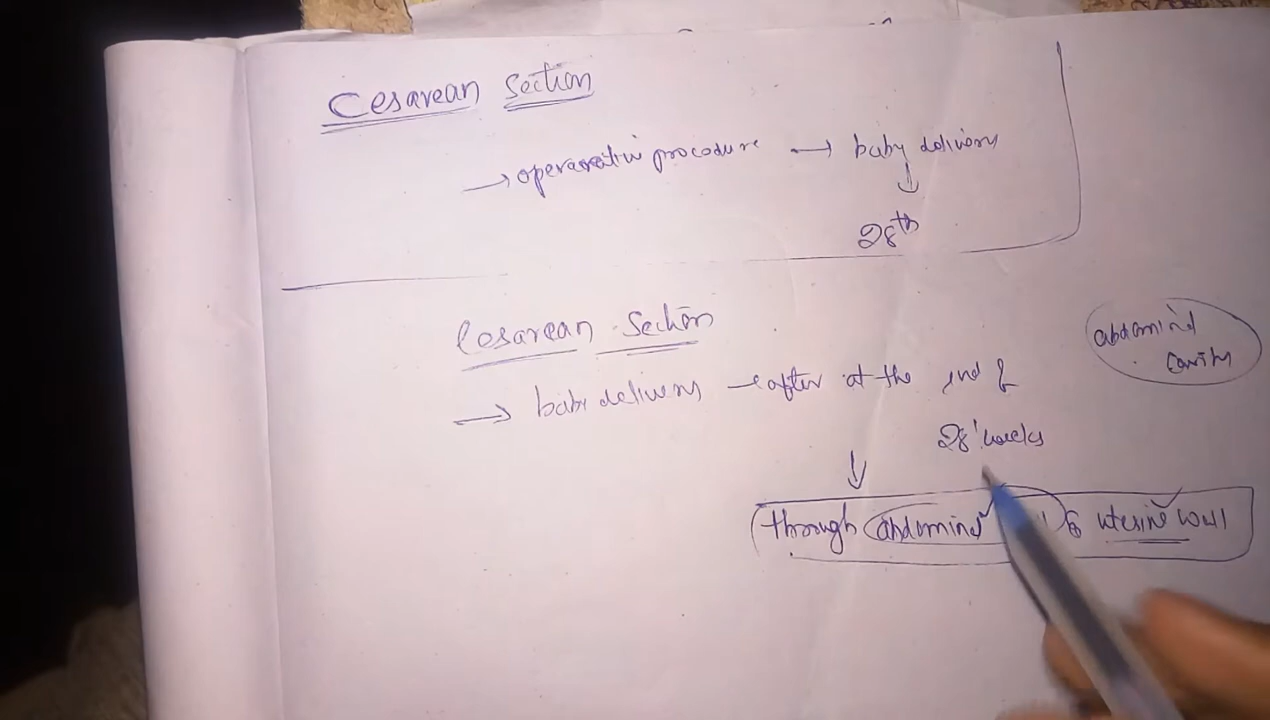 Cesarean Section
→ operative procedure → baby delivery
↓
28th
Cesarean Section
→ baby delivery → after at the end of
28 weeks
↓
through abdominal & uterine wall
abdominal
cavity